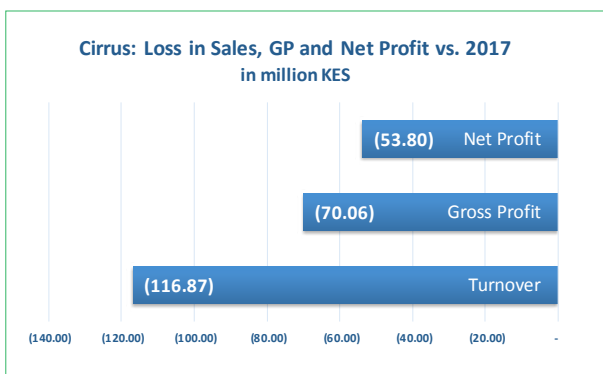 Cirrus: Loss in Sales, GP and Net Profit vs. 2017
in million KES
(53.80) Net Profit
(70.06) Gross Profit
(116.87) Turnover
(140.00) (120.00) (100.00) (80.00) (60.00) (40.00) (20.00) -